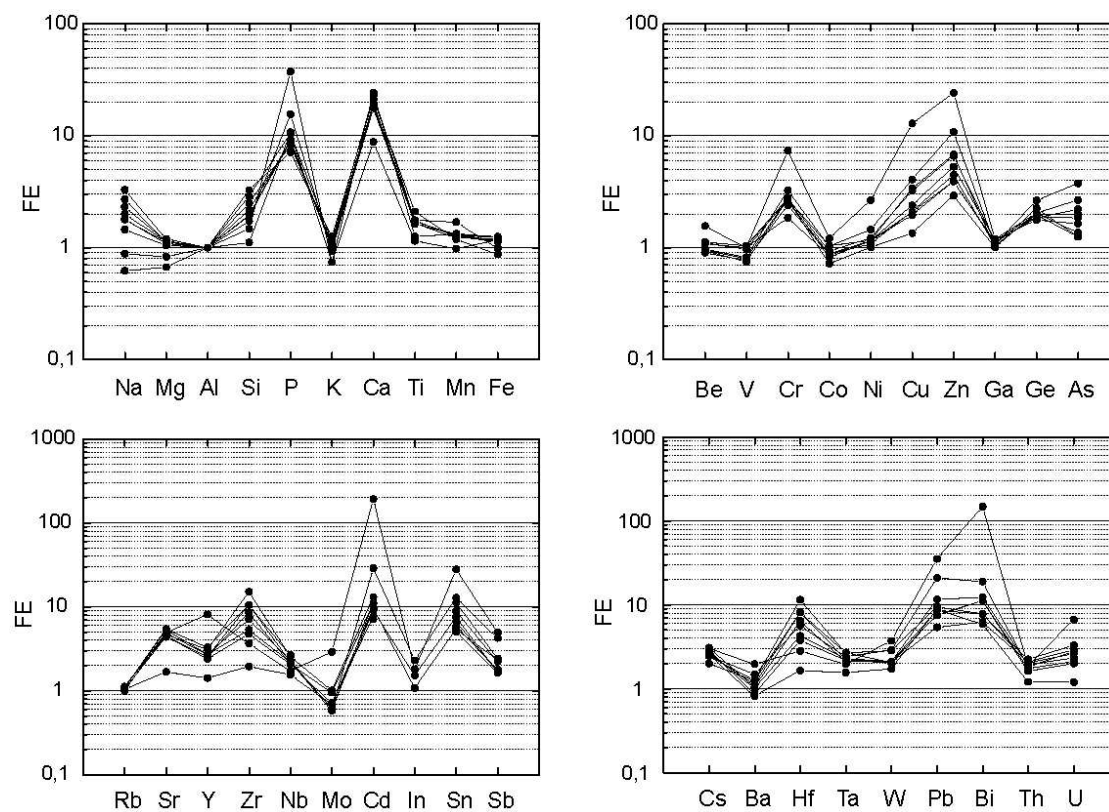 100
10
FE
1
0,1
Na Mg Al Si P K Ca Ti Mn Fe
100
10
FE
1
0,1
Be V Cr Co Ni Cu Zn Ga Ge As
1000
100
10
FE
1
0,1
Rb Sr Y Zr Nb Mo Cd In Sn Sb
1000
100
10
FE
1
0,1
Cs Ba Hf Ta W Pb Bi Th U